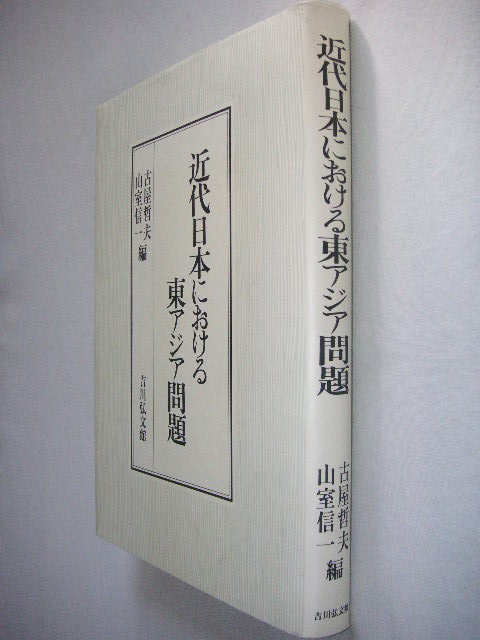 近代日本における
東アジア問題
古屋哲夫
山室信一 編
吉川弘文館
近代日本における東アジア問題
古屋哲夫
山室信一 編
吉川弘文館